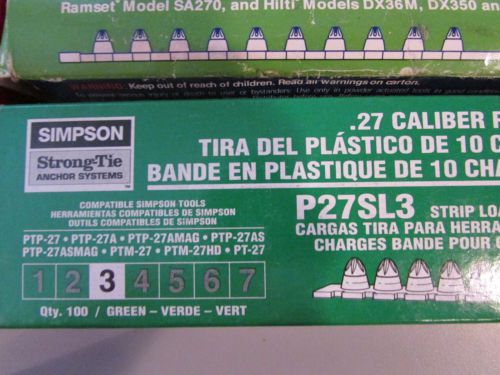 Ramset® Model SA270, and Hilti® Models DX36M, DX350 an
WARNING: Keep out of reach of children. Read all warnings on carton.
.27 CALIBER
SIMPSON
Strong-Tie
ANCHOR SYSTEMS
™
TIRA DEL PLÁSTICO DE 10 C
BANDE EN PLASTIQUE DE 10 CHA
COMPATIBLE SIMPSON TOOLS
HERRAMIENTAS COMPATIBLES DE SIMPSON
OUTILS COMPATIBLES DE SIMPSON
PTP-27 • PTP-27A • PTP-27AMAG • PTP-27AS
PTP-27ASMAG • PTM-27 • PTM-27HD • PT-27
1 2 3 4 5 6 7
Qty. 100 / GREEN – VERDE – VERT
P27SL3 STRIP LOA
CARGAS TIRA PARA HERRA
CHARGES BANDE POUR